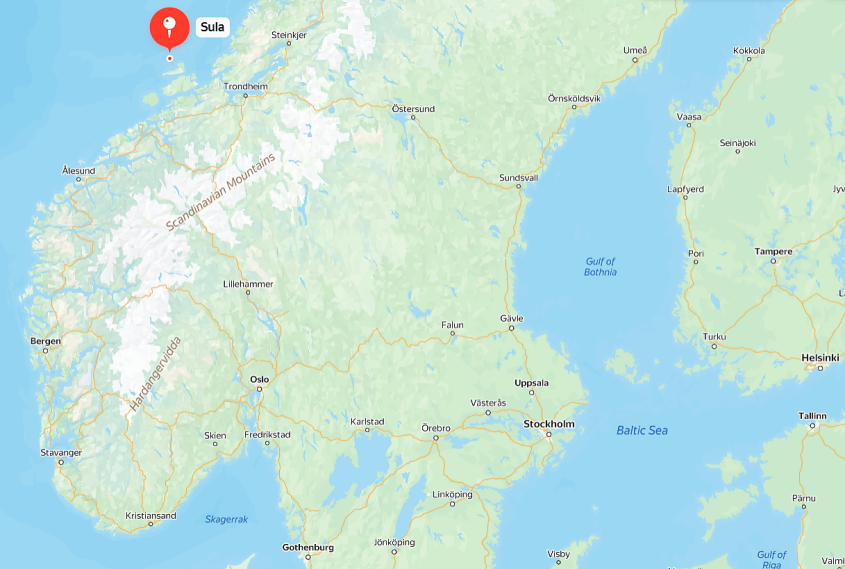 Sula
Steinkjer
Umeå
Kokkola
Trondheim
Östersund
Örnsköldsvik
Vaasa
Seinäjoki
Ålesund
Scandinavian Mountains
Sundsvall
Lapfyerd
Jyv
Gulf of
Bothnia
Pori
Tampere
Lillehammer
Falun
Gävle
Turku
Bergen
Hardangervidda
Helsinki
Oslo
Uppsala
Västerås
Stockholm
Baltic Sea
Tallinn
Karlstad
Örebro
Skien
Fredrikstad
Stavanger
Linköping
Pärnu
Kristiansand
Skagerrak
Gothenburg
Jönköping
Visby
Gulf of
Riga
Valmi